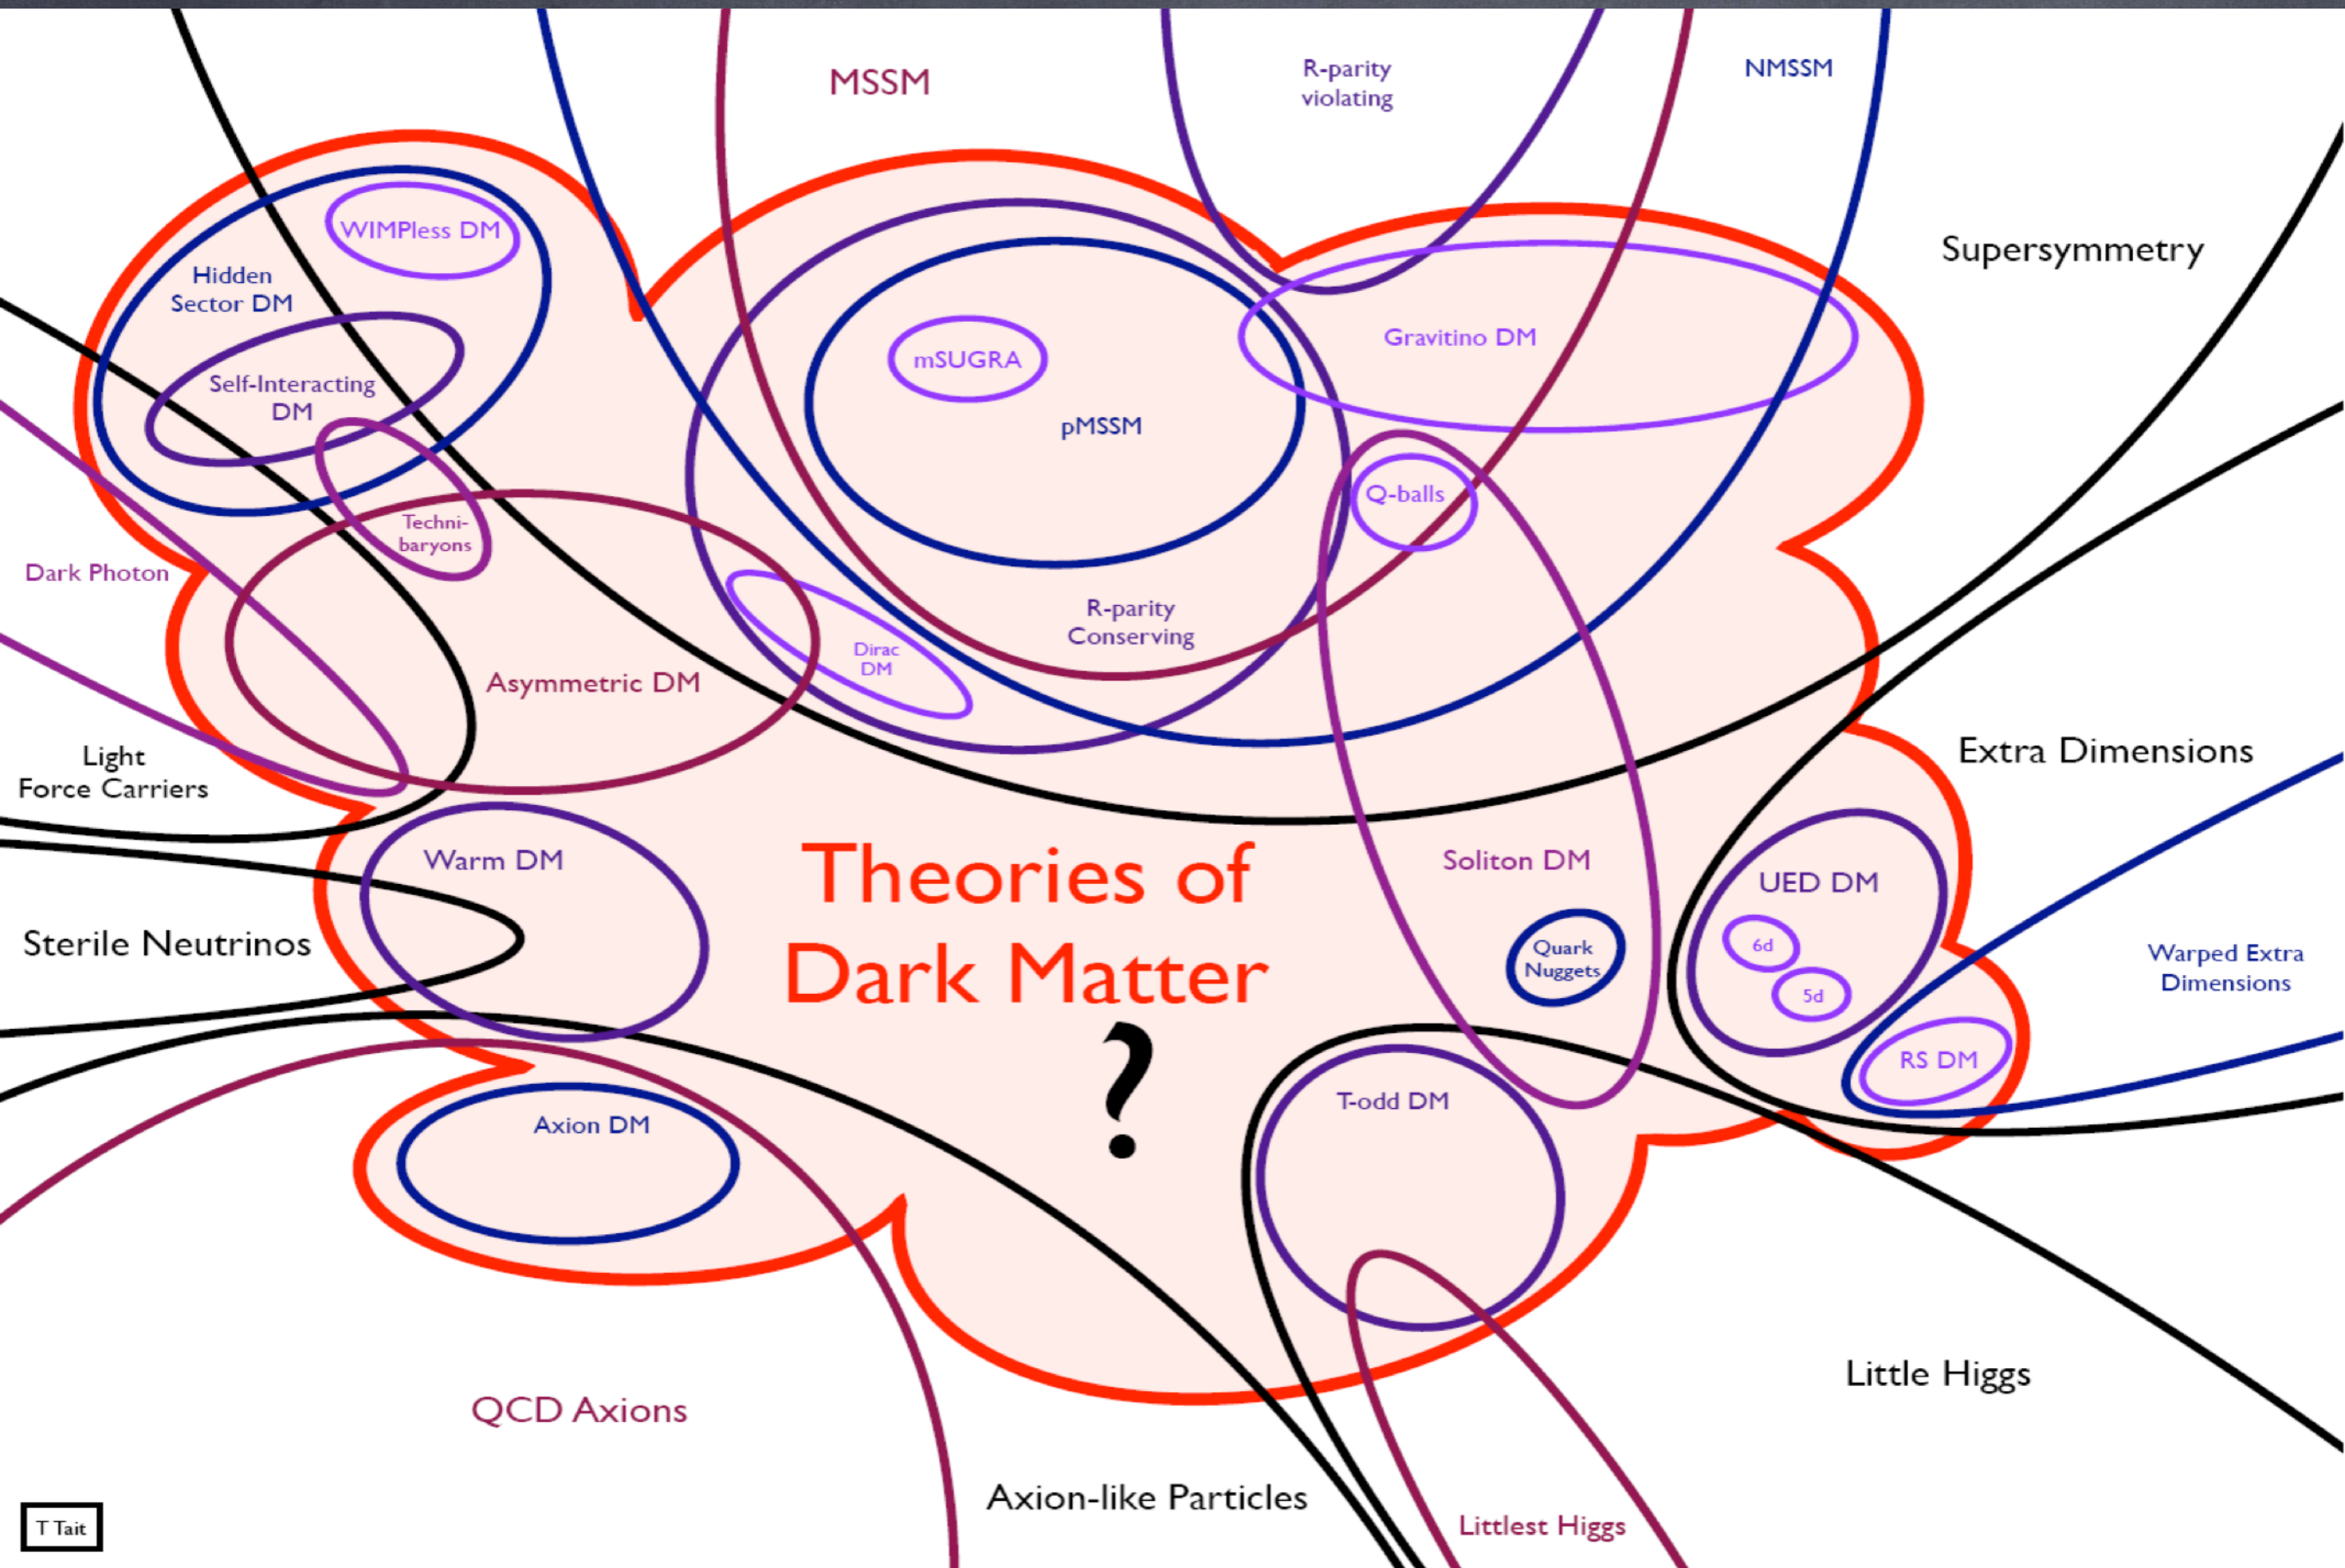 MSSM
R-parity
violating
NMSSM
WIMPless DM
Hidden
Sector DM
Supersymmetry
Self-Interacting
DM
mSUGRA
Gravitino DM
pMSSM
Q-balls
Techni-
baryons
Dark Photon
R-parity
Conserving
Dirac
DM
Asymmetric DM
Light
Force Carriers
Extra Dimensions
Warm DM
Theories of
Dark Matter
?
Soliton DM
UED DM
Sterile Neutrinos
Quark
Nuggets
6d
5d
Warped Extra
Dimensions
RS DM
Axion DM
T-odd DM
Little Higgs
QCD Axions
Axion-like Particles
Littlest Higgs
T Tait